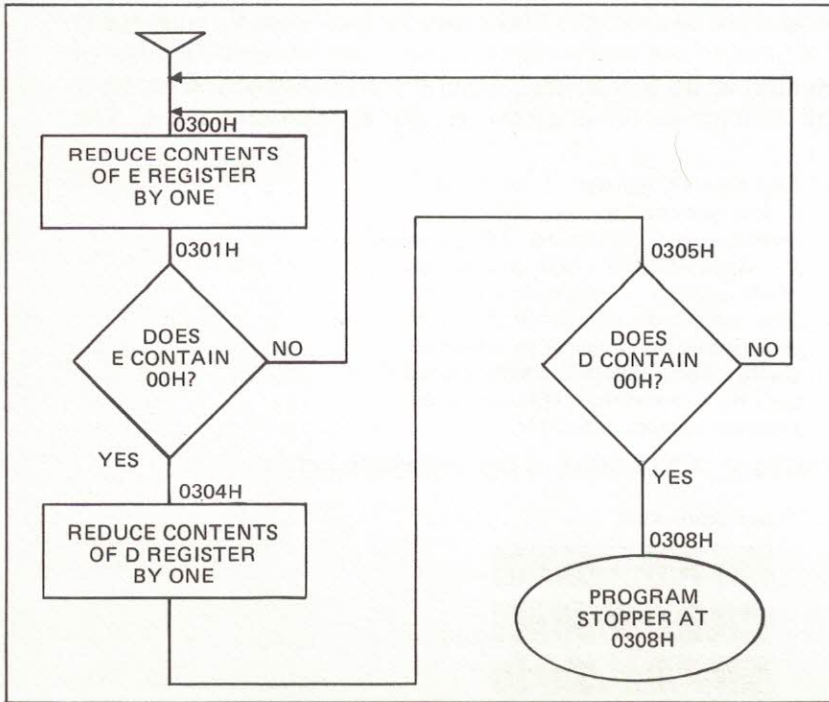 0300H
REDUCE CONTENTS
OF E REGISTER
BY ONE
0301H
DOES
E CONTAIN
00H?
NO
YES
0304H
REDUCE CONTENTS
OF D REGISTER
BY ONE
0305H
DOES
D CONTAIN
00H?
NO
YES
0308H
PROGRAM
STOPPER AT
0308H